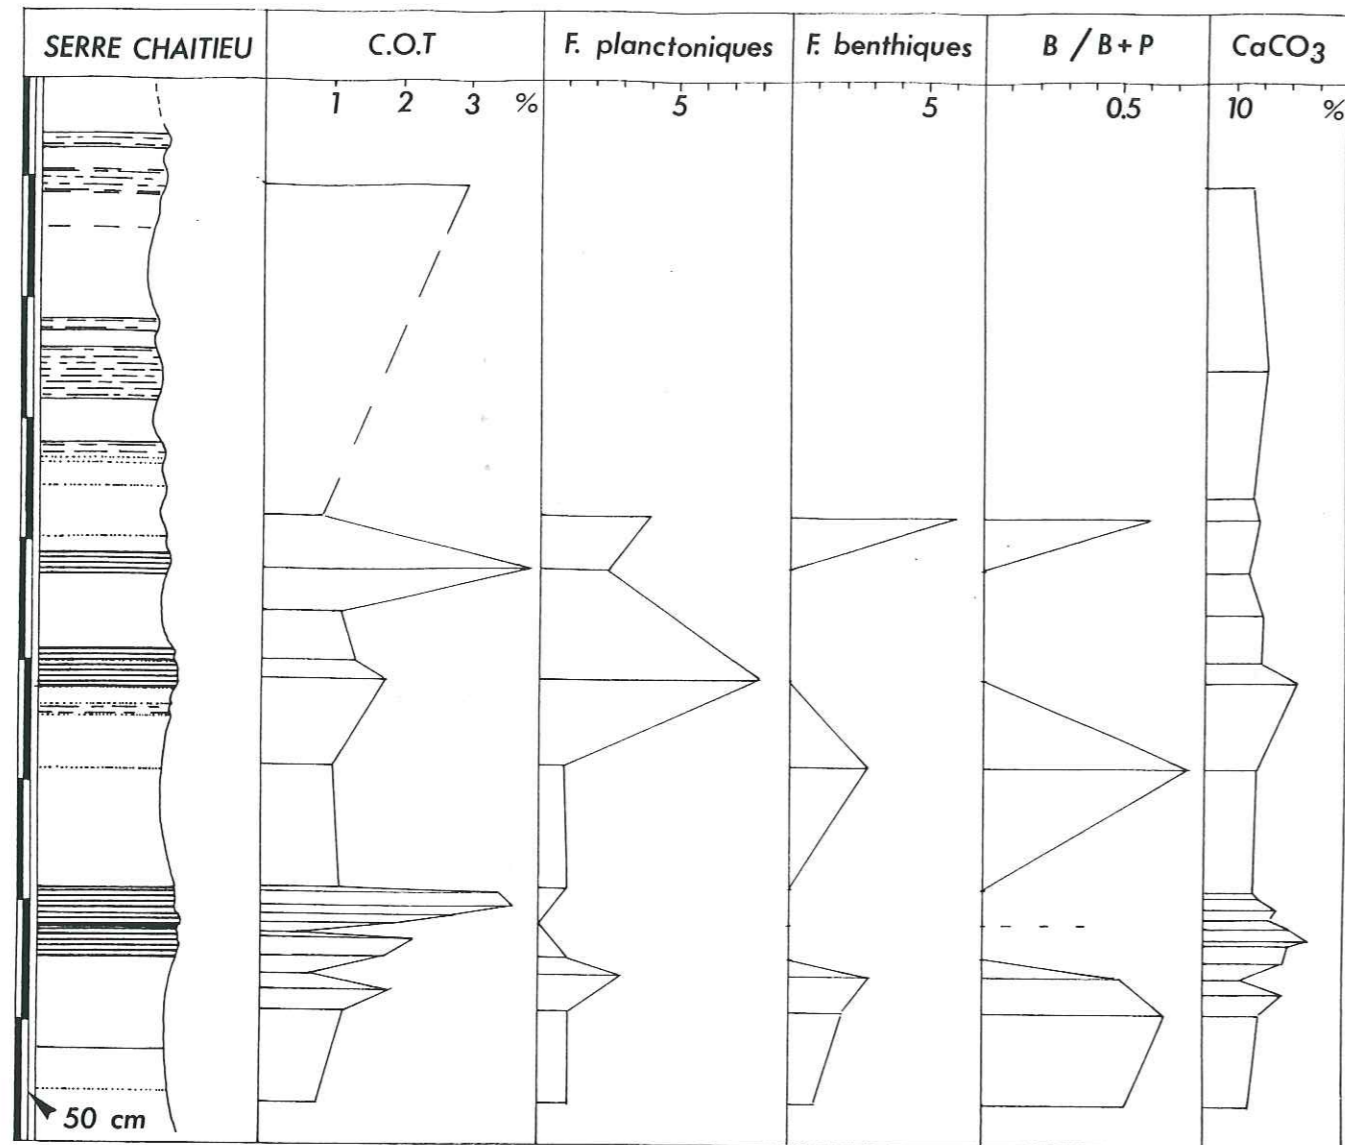 SERRE CHAITIEU C.O.T F. planctoniques F. benthiques B / B + P CaCO3
1 2 3 % 5 5 0.5 10 %
50 cm